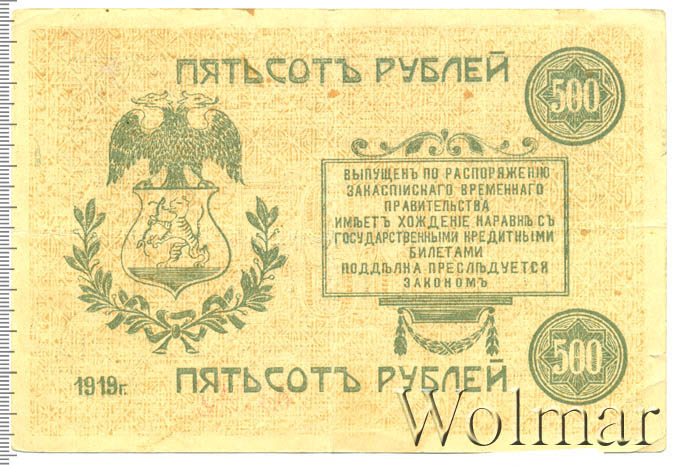 ПЯТЬСОТЪ РУБЛЕЙ
500
ВЫПУЩЕНЪ ПО РАСПОРЯЖЕНІЮ
ЗАКАСПІЙСКАГО ВРЕМЕННАГО
ПРАВИТЕЛЬСТВА
ИМѢЕТЪ ХОЖДЕНІЕ НАРАВНѢ СЪ
ГОСУДАРСТВЕННЫМИ КРЕДИТНЫМИ
БИЛЕТАМИ
ПОДДѢЛКА ПРЕСЛѢДУЕТСЯ
ЗАКОНОМЪ
500
1919г.
ПЯТЬСОТЪ РУБЛЕЙ
Wolmar